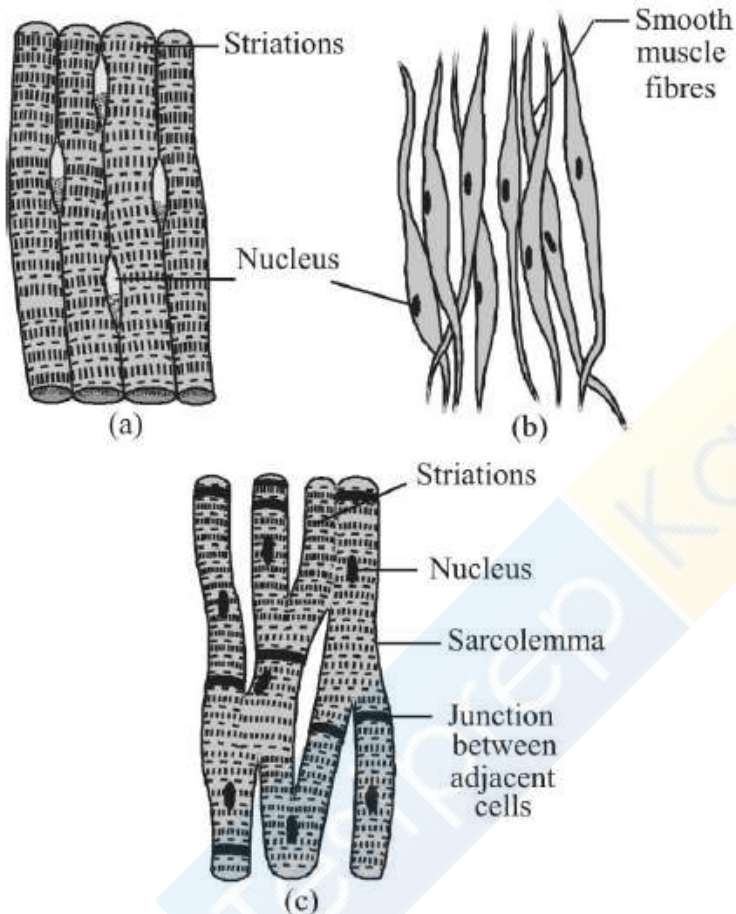 Striations
Smooth
muscle
fibres
Nucleus
(a)
(b)
Striations
Nucleus
Sarcolemma
Junction
between
adjacent
cells
(c)